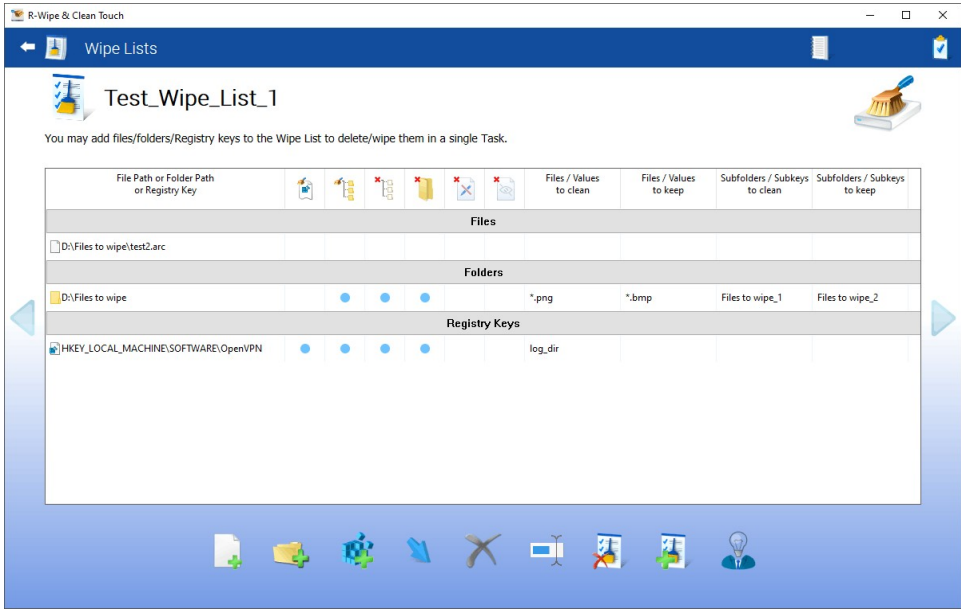 R-Wipe & Clean Touch
Wipe Lists
Test_Wipe_List_1
You may add files/folders/Registry keys to the Wipe List to delete/wipe them in a single Task.
File Path or Folder Path
or Registry Key
Files / Values
to clean
Files / Values
to keep
Subfolders / Subkeys
to clean
Subfolders / Subkeys
to keep
Files
D:\Files to wipe\test2.arc
Folders
D:\Files to wipe *.png *.bmp Files to wipe_1 Files to wipe_2
Registry Keys
HKEY_LOCAL_MACHINE\SOFTWARE\OpenVPN log_dir